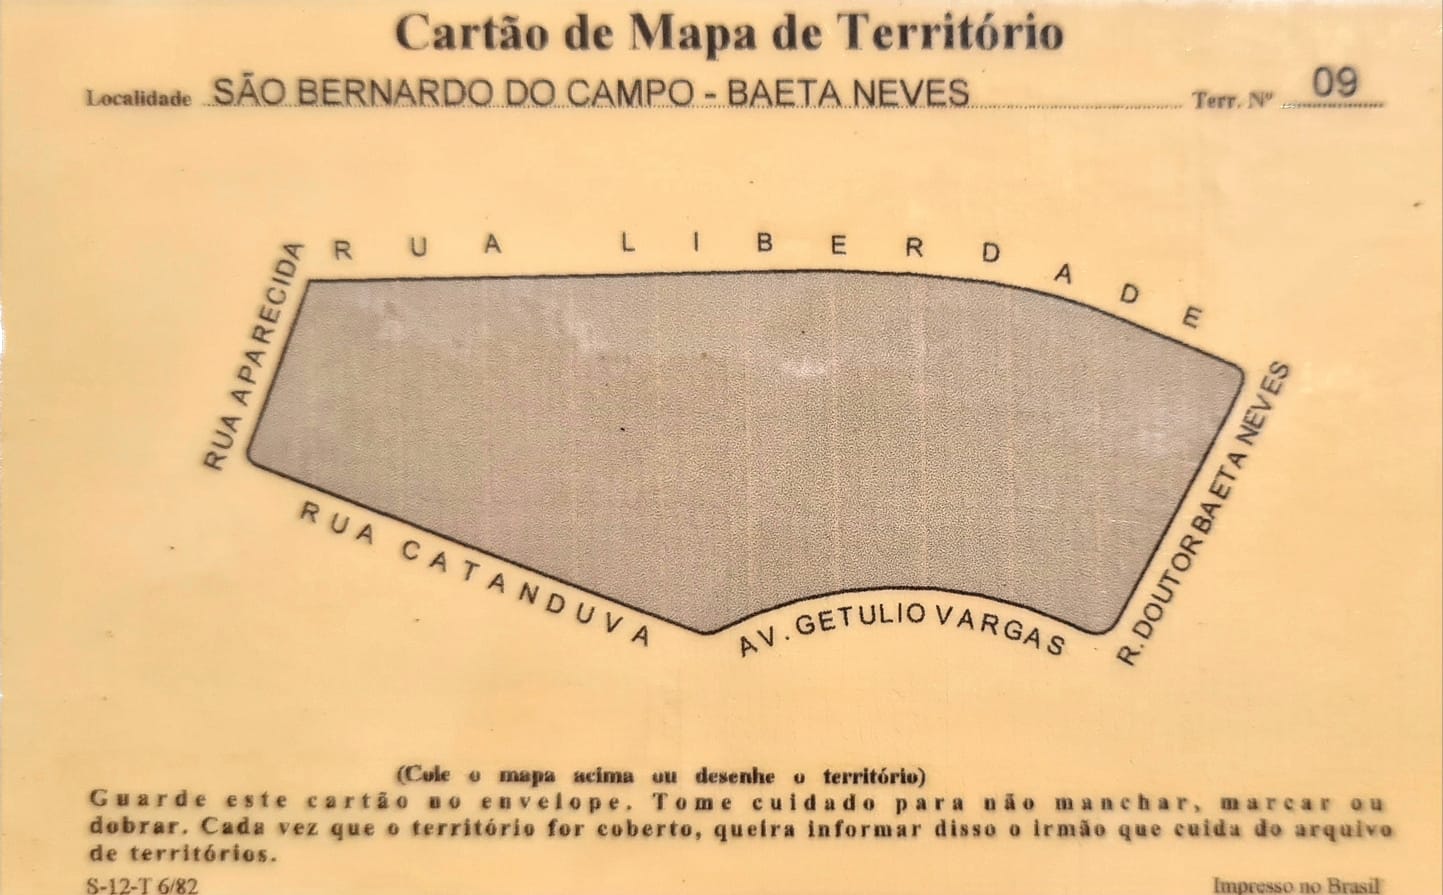 Cartão de Mapa de Território
Localidade SÃO BERNARDO DO CAMPO - BAETA NEVES Terr. Nº 09
RUA LIBERDADE
RUA APARECIDA
R. DOUTOR BAETA NEVES
RUA CATANDUVA
AV. GETULIO VARGAS
(Cole o mapa acima ou desenhe o território)
Guarde este cartão no envelope. Tome cuidado para não manchar, marcar ou
dobrar. Cada vez que o território for coberto, queira informar disso o irmão que cuida do arquivo
de territórios.
S-12-T 6/82 Impresso no Brasil